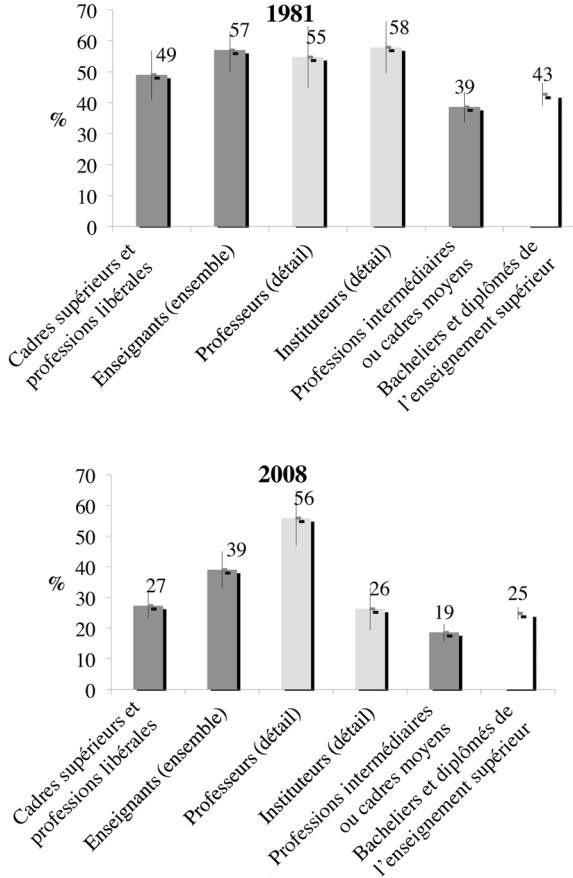 1981
70
60
50
40
30
20
10
0
%
49
57
55
58
39
43
Cadres supérieurs et
professions libérales
Enseignants (ensemble)
Professeurs (détail)
Instituteurs (détail)
Professions intermédiaires
ou cadres moyens
Bacheliers et diplômés de
l’enseignement supérieur
2008
70
60
50
40
30
20
10
0
%
27
39
56
26
19
25
Cadres supérieurs et
professions libérales
Enseignants (ensemble)
Professeurs (détail)
Instituteurs (détail)
Professions intermédiaires
ou cadres moyens
Bacheliers et diplômés de
l’enseignement supérieur